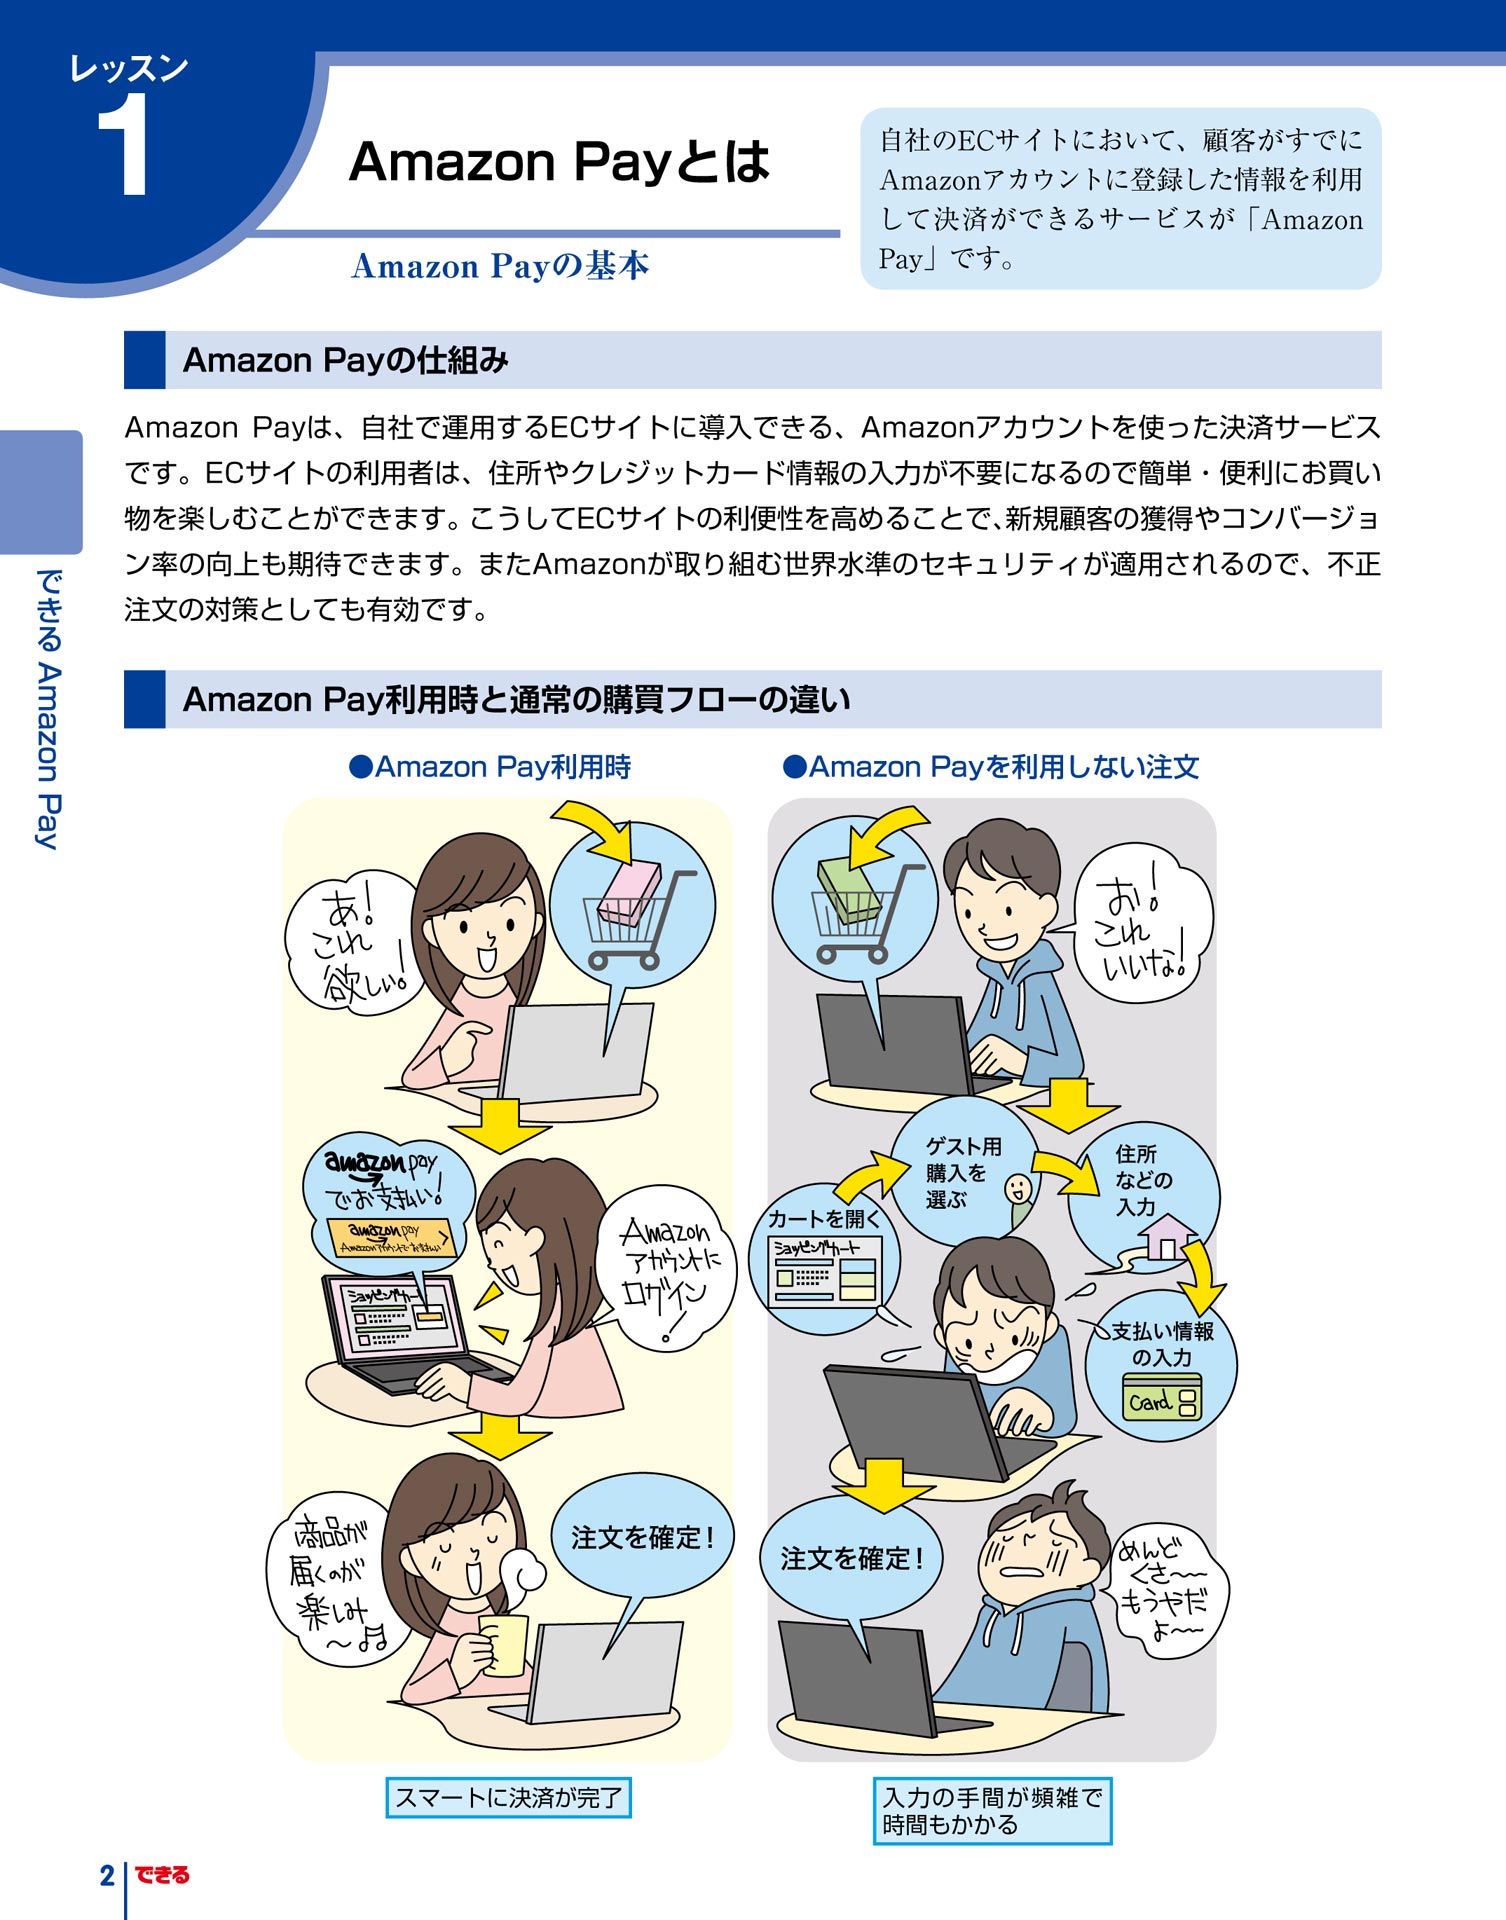 レッスン
1
Amazon Payとは
Amazon Payの基本
自社のECサイトにおいて、顧客がすでに
Amazonアカウントに登録した情報を利用
して決済ができるサービスが「Amazon
Pay」です。
Amazon Payの仕組み
Amazon Payは、自社で運用するECサイトに導入できる、Amazonアカウントを使った決済サービス
です。ECサイトの利用者は、住所やクレジットカード情報の入力が不要になるので簡単・便利にお買い
物を楽しむことができます。こうしてECサイトの利便性を高めることで、新規顧客の獲得やコンバージョ
ン率の向上も期待できます。またAmazonが取り組む世界水準のセキュリティが適用されるので、不正
注文の対策としても有効です。
できる Amazon Pay
Amazon Pay利用時と通常の購買フローの違い
●Amazon Pay利用時
あ!
これ
欲しい!
amazon pay
でお支払い!
amazon pay
Amazonアカウントでお支払い
ショッピングカート
Amazon
アカウントに
ログイン
!
商品が
届くのが
楽しみ
〜♫
注文を確定!
スマートに決済が完了
●Amazon Payを利用しない注文
お!
これ
いいな!
カートを開く
ショッピングカート
ゲスト用
購入を
選ぶ
住所
などの
入力
支払い情報
の入力
Card
注文を確定!
めんど
くさ〜〜
もうやだ
よ〜〜
入力の手間が頻雑で
時間もかかる
2
できる